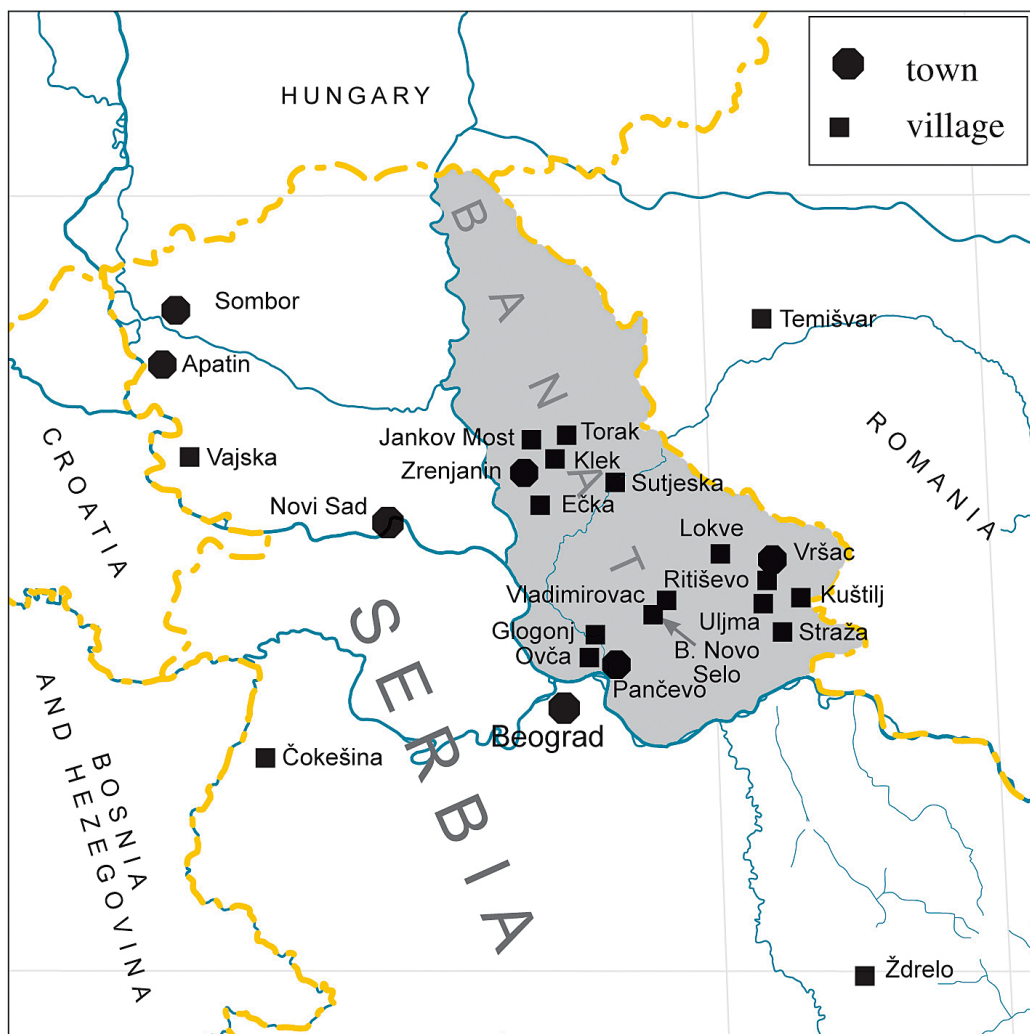 town
village
HUNGARY
BANAT
Sombor
Temišvar
Apatin
CROATIA
ROMANIA
Jankov Most
Torak
Vajska
Zrenjanin
Klek
Sutjeska
Novi Sad
Ečka
Lokve
Vršac
Ritiševo
Vladimirovac
Kuštilj
Uljma
Glogonj
Straža
SERBIA
B. Novo
Selo
Ovča
Pančevo
Beograd
Čokešina
BOSNIA
AND HEZEGOVINA
Ždrelo